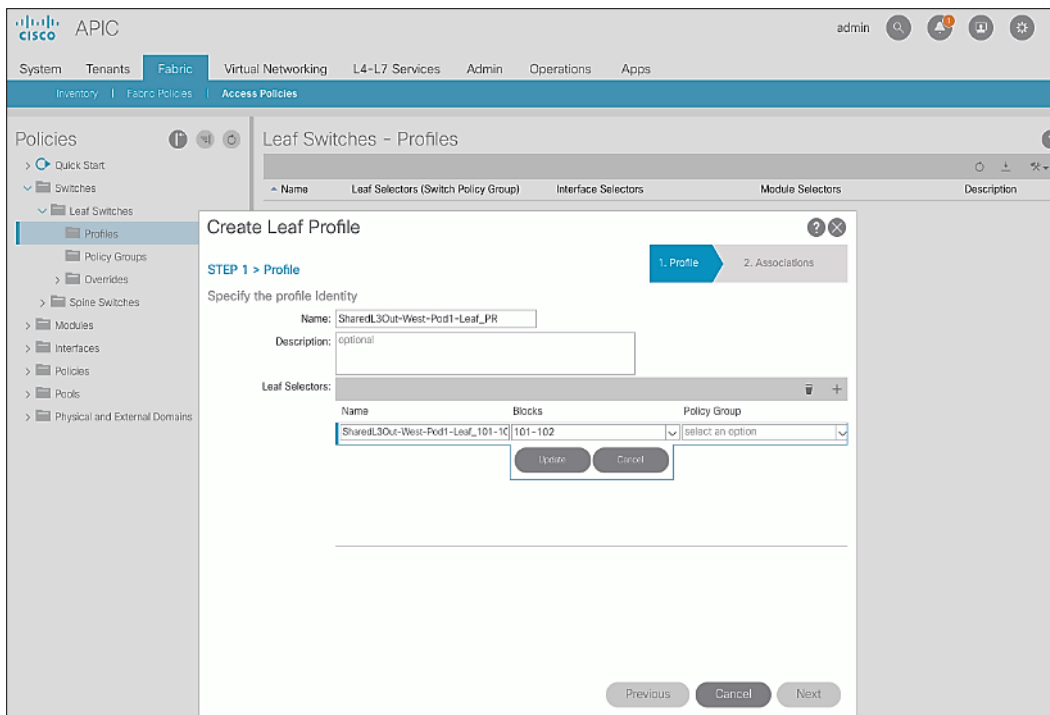 cisco APIC admin 1
System Tenants Fabric Virtual Networking L4-L7 Services Admin Operations Apps
Inventory | Fabric Policies | Access Policies
Policies
Quick Start
Switches
Leaf Switches
Profiles
Policy Groups
Overrides
Spine Switches
Modules
Interfaces
Policies
Pools
Physical and External Domains
Leaf Switches - Profiles
Name Leaf Selectors (Switch Policy Group) Interface Selectors Module Selectors Description
Create Leaf Profile
STEP 1 > Profile
1. Profile 2. Associations
Specify the profile Identity
Name: SharedL3Out-West-Pod1-Leaf_PR
Description: optional
Leaf Selectors:
Name Blocks Policy Group
SharedL3Out-West-Pod1-Leaf_101-10 101-102 select an option
Update Cancel
Previous Cancel Next